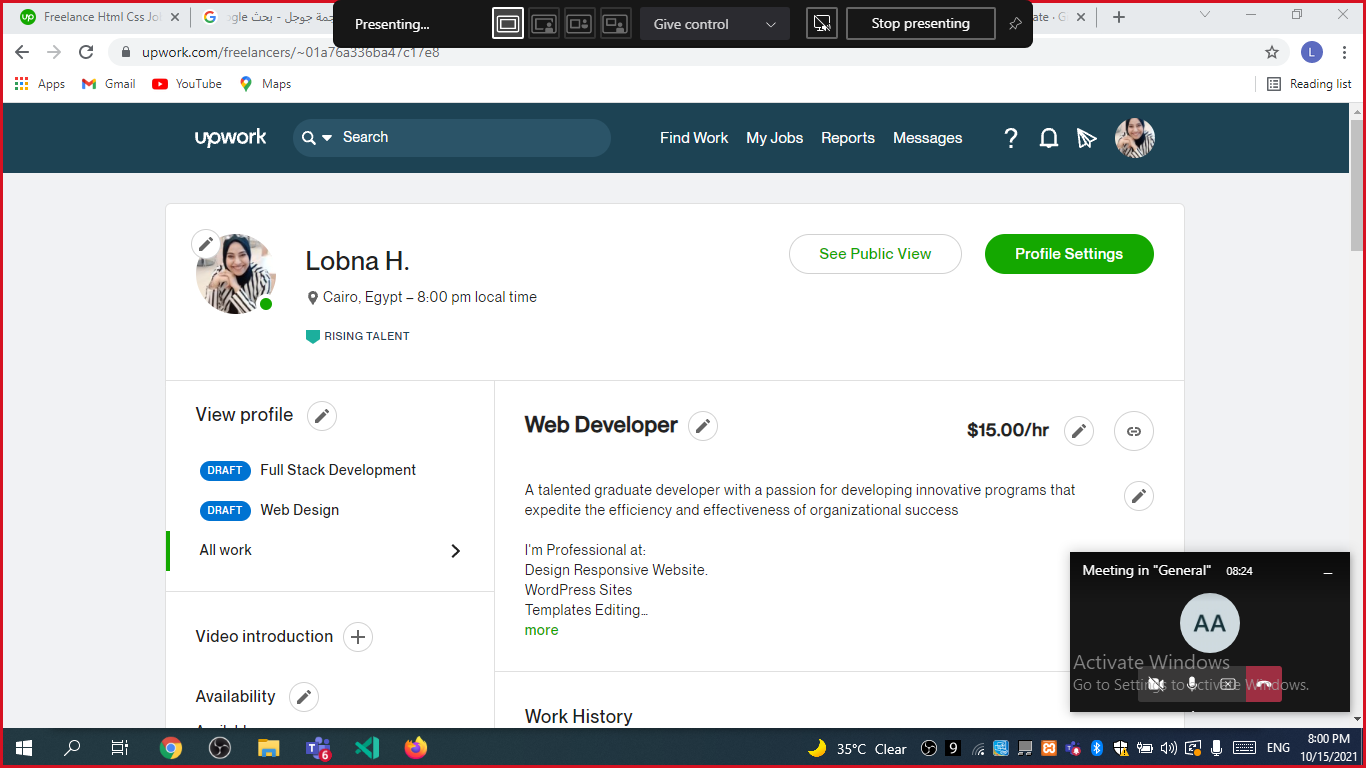 Freelance Html Css Jo
ترجمة جوجل - بحث Google
Presenting...
Give control
Stop presenting
upwork.com/freelancers/~01a76a336ba47c17e8
L
Apps
Gmail
YouTube
Maps
Reading list
upwork
Search
Find Work
My Jobs
Reports
Messages
?
Lobna H.
See Public View
Profile Settings
Cairo, Egypt – 8:00 pm local time
RISING TALENT
View profile
DRAFT Full Stack Development
DRAFT Web Design
All work
Web Developer
$15.00/hr
A talented graduate developer with a passion for developing innovative programs that
expedite the efficiency and effectiveness of organizational success
I'm Professional at:
Design Responsive Website.
WordPress Sites
Templates Editing...
more
Video introduction
Availability
Work History
Meeting in "General" 08:24
AA
Activate Windows
Go to Settings to activate Windows.
6
35°C Clear
9
ENG
8:00 PM
10/15/2021